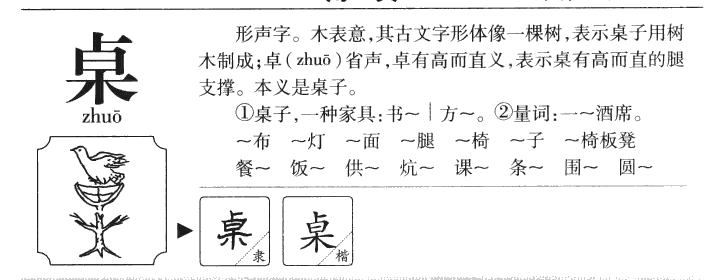 桌
zhuō
形声字。木表意，其古文字形体像一棵树，表示桌子用树
木制成；卓（zhuō）省声，卓有高而直义，表示桌有高而直的腿
支撑。本义是桌子。
①桌子，一种家具：书～｜方～。②量词：一～酒席。
～布 ～灯 ～面 ～腿 ～椅 ～子 ～椅板凳
餐～ 饭～ 供～ 炕～ 课～ 条～ 围～ 圆～
桌 隶 桌 楷